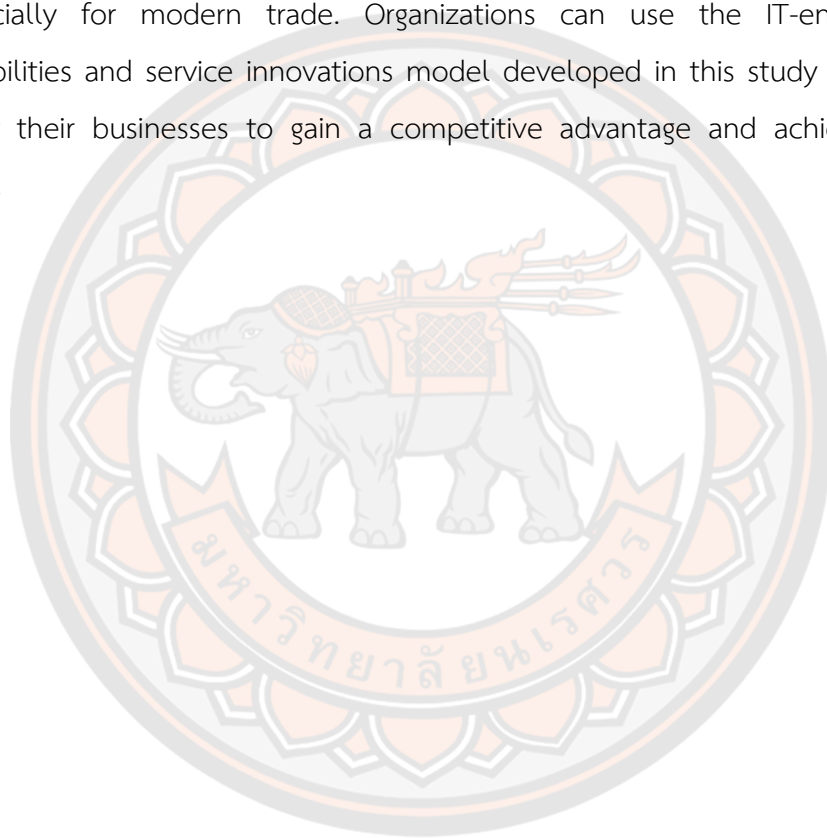 cially for modern trade. Organizations can use the IT-en
bilities and service innovations model developed in this study
their businesses to gain a competitive advantage and achi
มหาวิทยาลัยนเรศวร